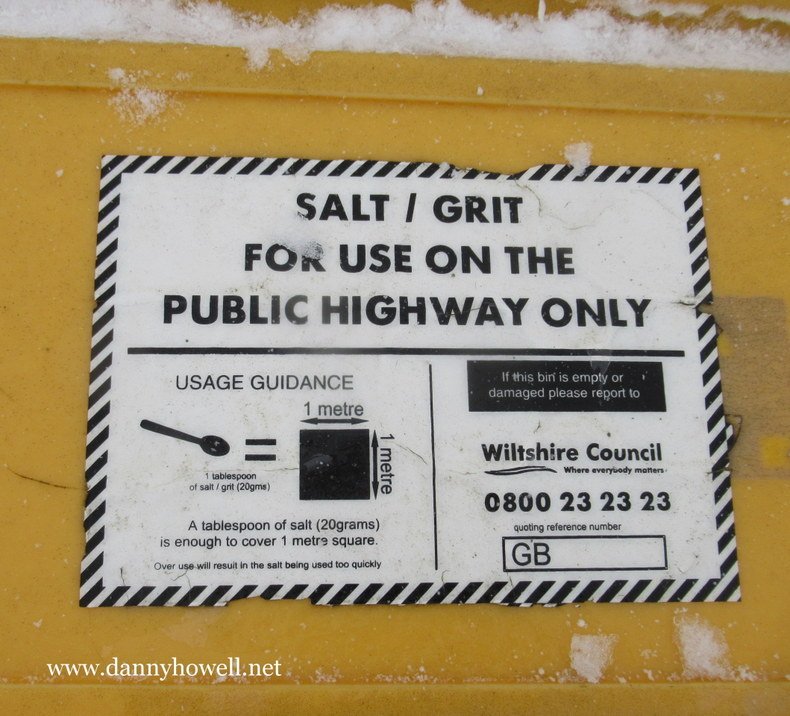 SALT / GRIT
FOR USE ON THE
PUBLIC HIGHWAY ONLY
USAGE GUIDANCE
1 metre
1 metre
1 tablespoon
of salt / grit (20gms)
A tablespoon of salt (20grams)
is enough to cover 1 metre square.
Over use will result in the salt being used too quickly
If this bin is empty or
damaged please report to
Wiltshire Council
Where everybody matters
0800 23 23 23
quoting reference number
GB
www.dannyhowell.net